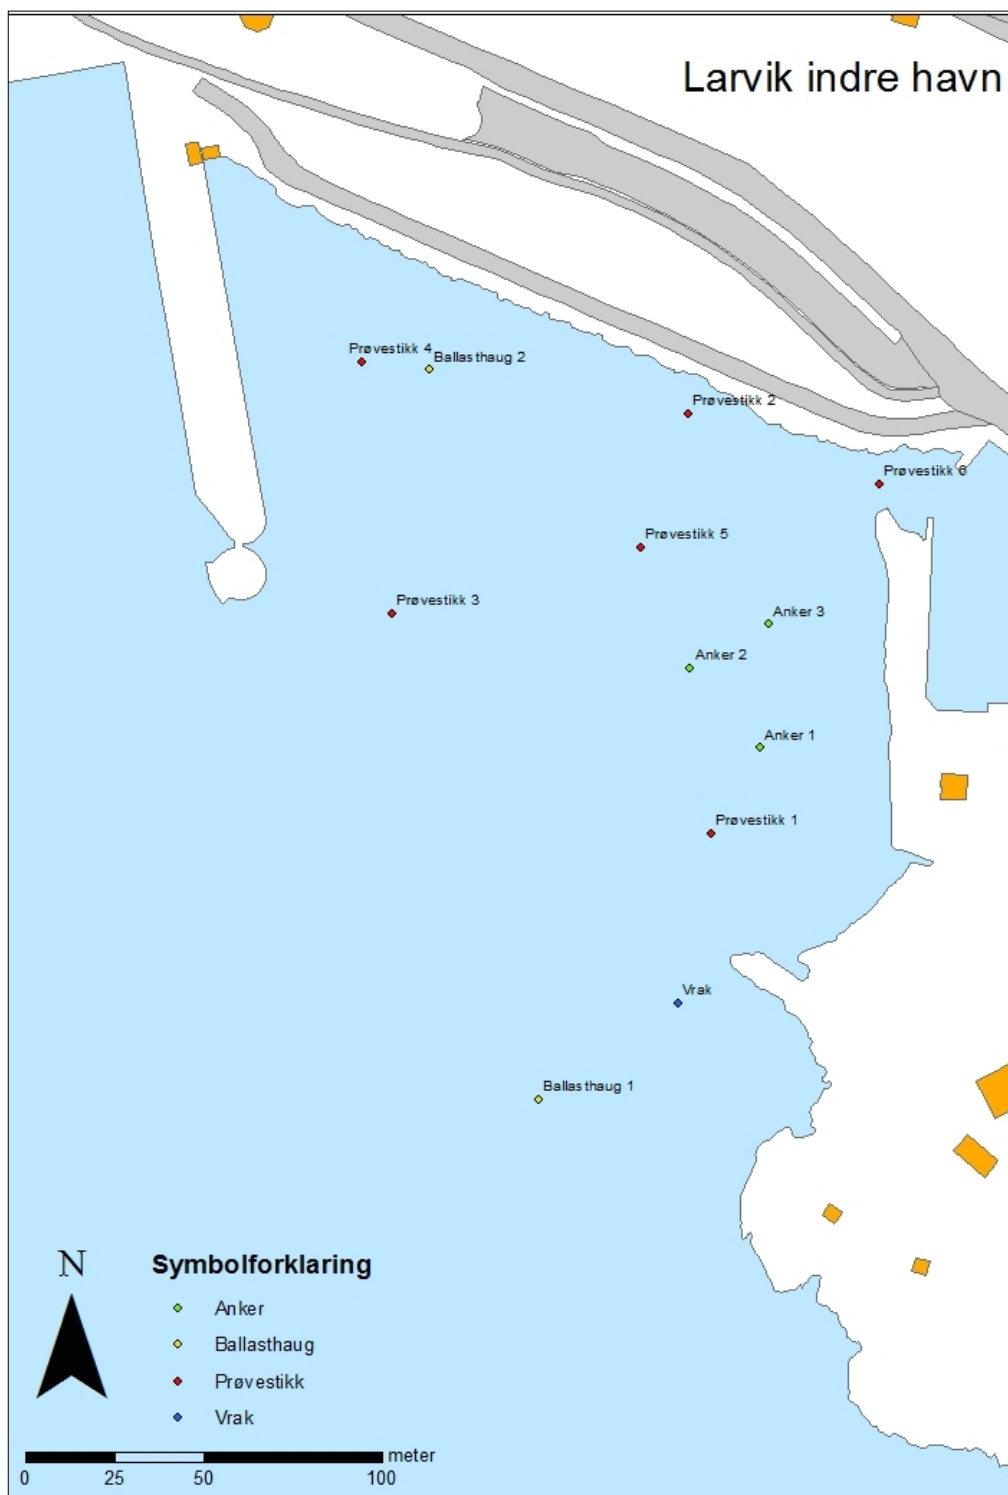 Larvik indre havn
Prøvestikk 4
Ballasthaug 2
Prøvestikk 2
Prøvestikk 6
Prøvestikk 5
Prøvestikk 3
Anker 3
Anker 2
Anker 1
Prøvestikk 1
Vrak
Ballasthaug 1
N
Symbolforklaring
Anker
Ballasthaug
Prøvestikk
Vrak
meter
0 25 50 100